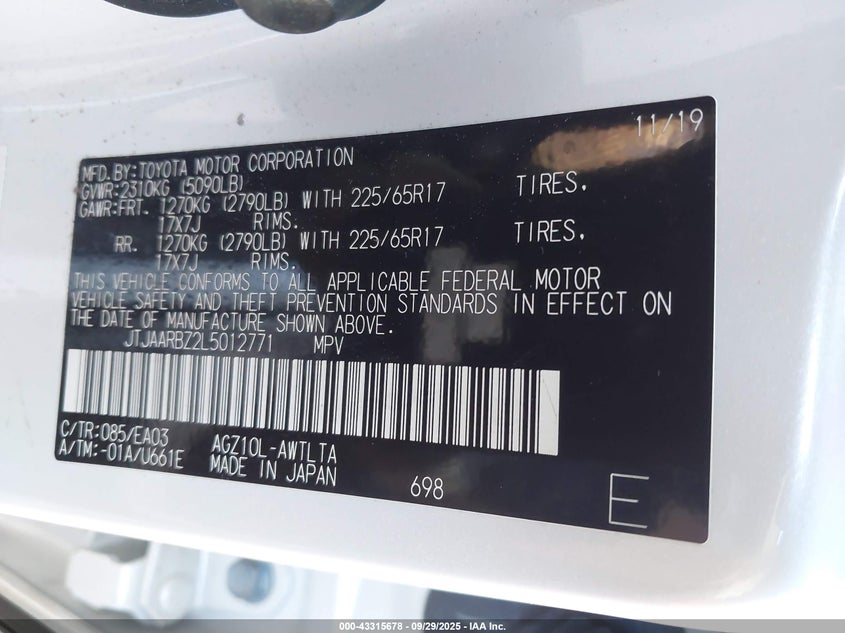 11/19
MFD.BY:TOYOTA MOTOR CORPORATION
GVWR:2310KG (5090LB)
GAWR:FRT. 1270KG (2790LB) WITH 225/65R17 TIRES,
17X7J RIMS.
RR. 1270KG (2790LB) WITH 225/65R17 TIRES,
17X7J RIMS.
THIS VEHICLE CONFORMS TO ALL APPLICABLE FEDERAL MOTOR
VEHICLE SAFETY AND THEFT PREVENTION STANDARDS IN EFFECT ON
THE DATE OF MANUFACTURE SHOWN ABOVE.
JTJAARBZ2L5012771 MPV
C/TR:085/EA03 AGZ10L-AWTLTA
A/TM:-01A/U661E MADE IN JAPAN
698
E
000-43315678 - 09/29/2025 - IAA Inc.